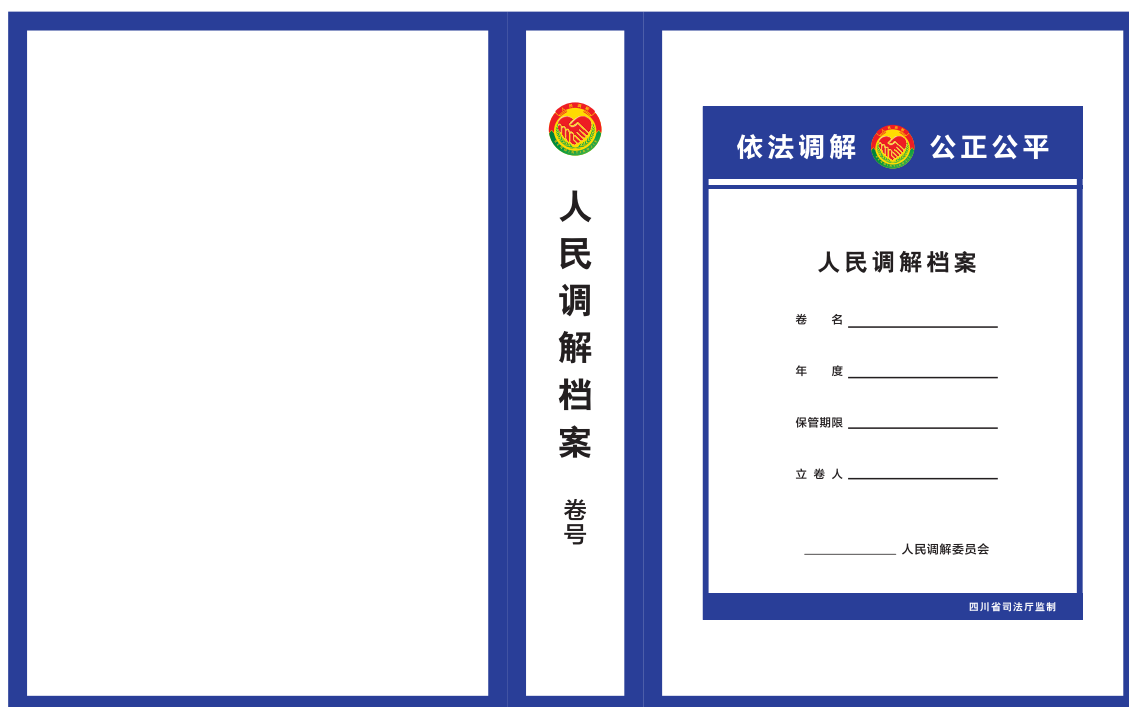 人民调解档案
卷号
依法调解 公正公平
人民调解档案
卷 名
年 度
保管期限
立 卷 人
人民调解委员会
四川省司法厅监制